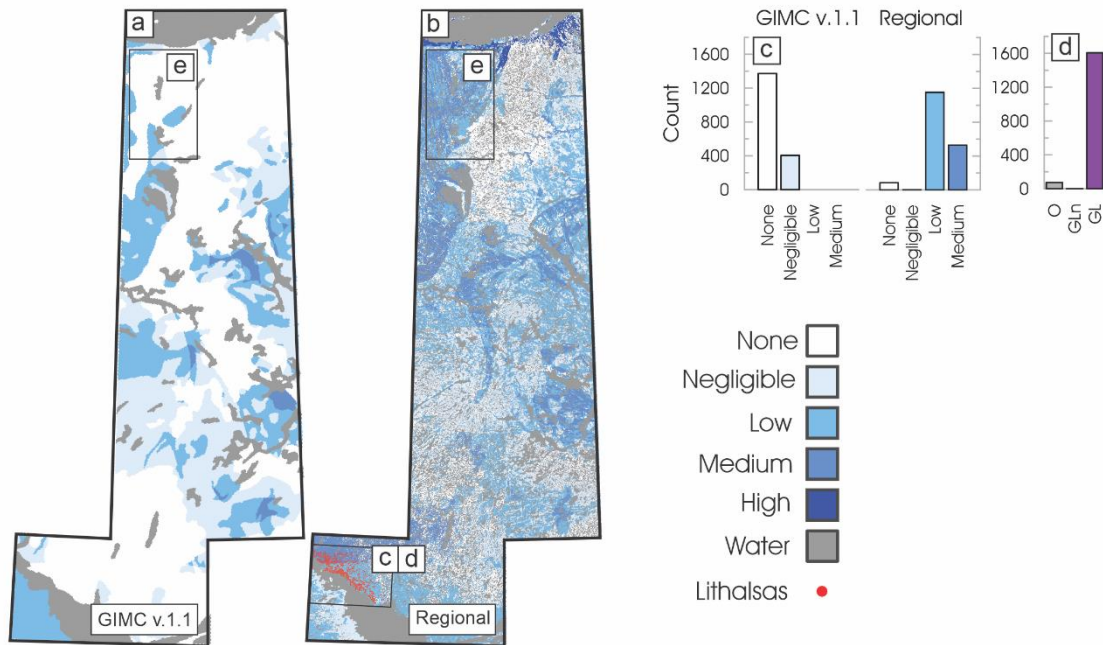 a
e
GIMC v.1.1
b
e
c d
Regional
GIMC v.1.1 Regional
c
1600
1200
800
400
0
Count
None
Negligible
Low
Medium
None
Negligible
Low
Medium
d
1600
1200
800
400
0
O
GLn
GL
None
Negligible
Low
Medium
High
Water
Lithalsas